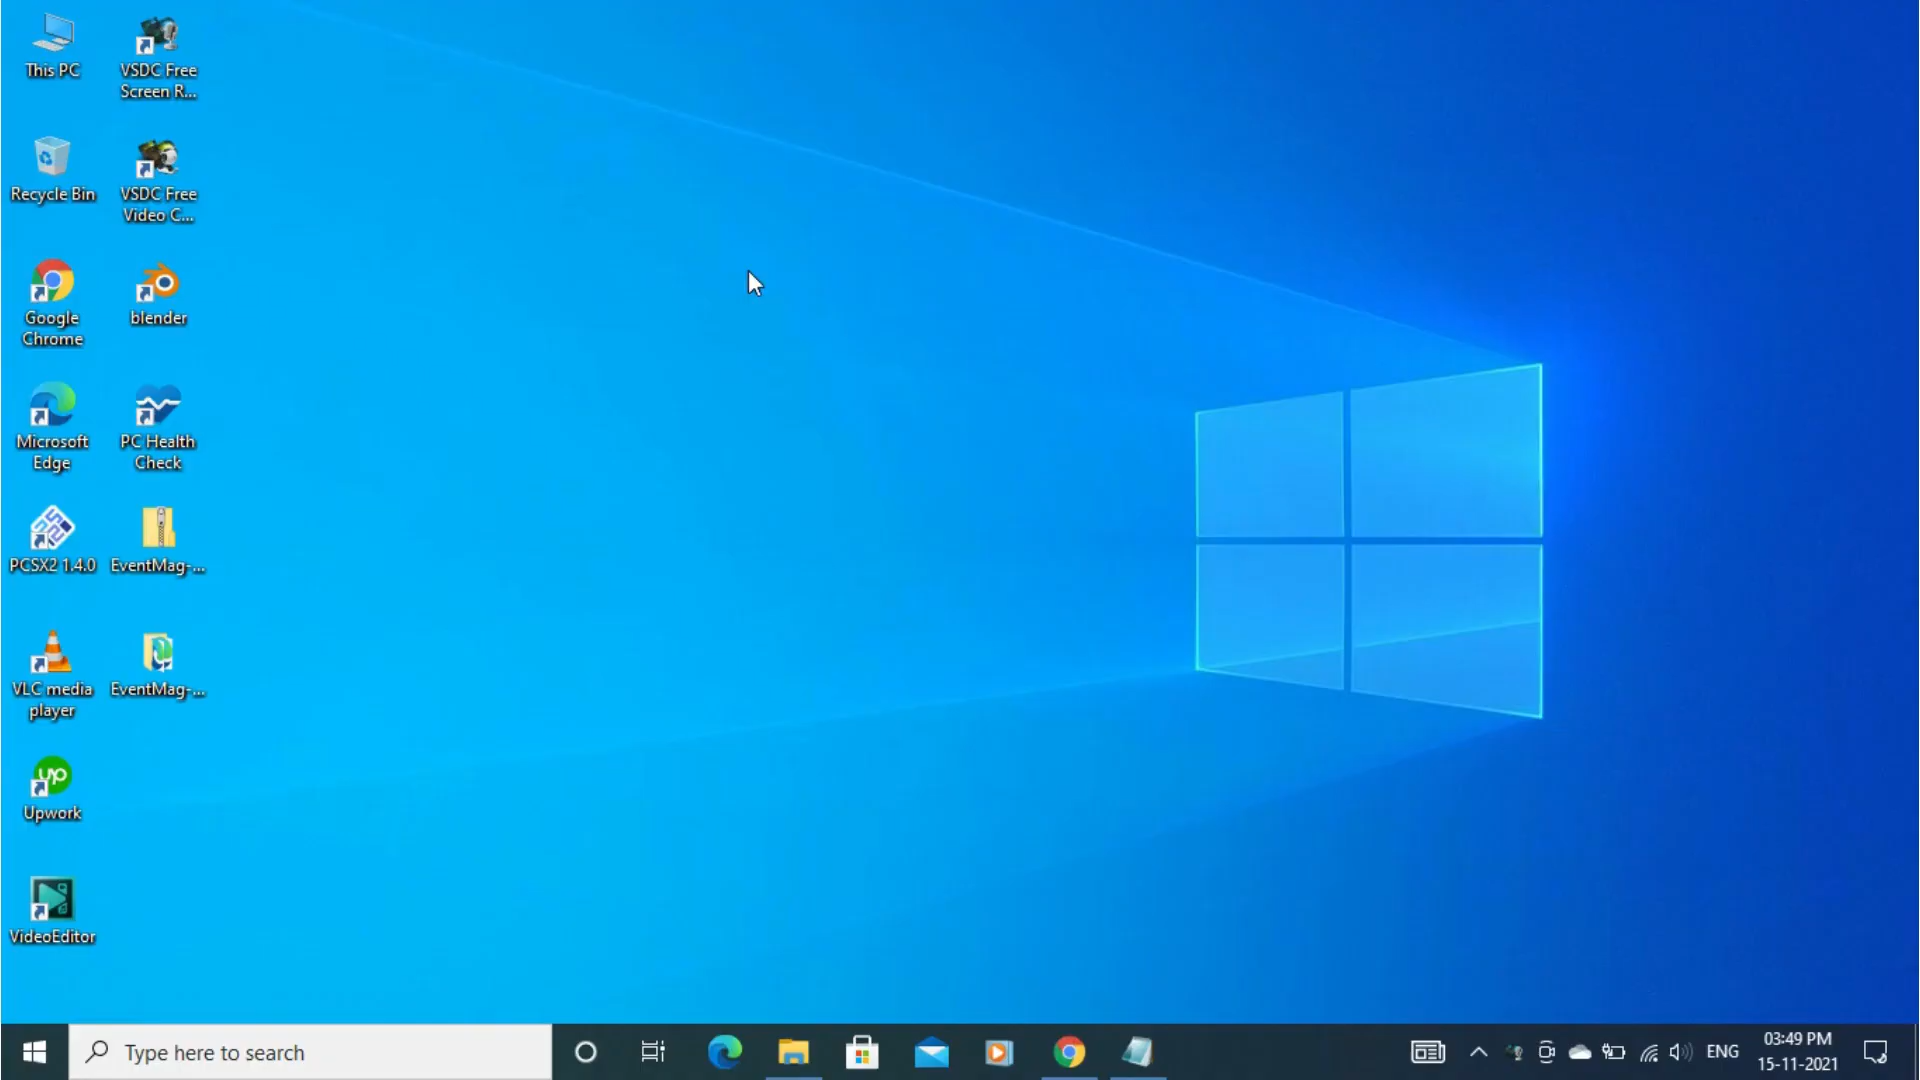 This PC
VSDC Free
Screen R...
Recycle Bin
VSDC Free
Video C...
Google
Chrome
blender
Microsoft
Edge
PC Health
Check
PCSX2 1.4.0
EventMag-...
VLC media
player
EventMag-...
up
Upwork
VideoEditor
Type here to search
ENG
03:49 PM
15-11-2021